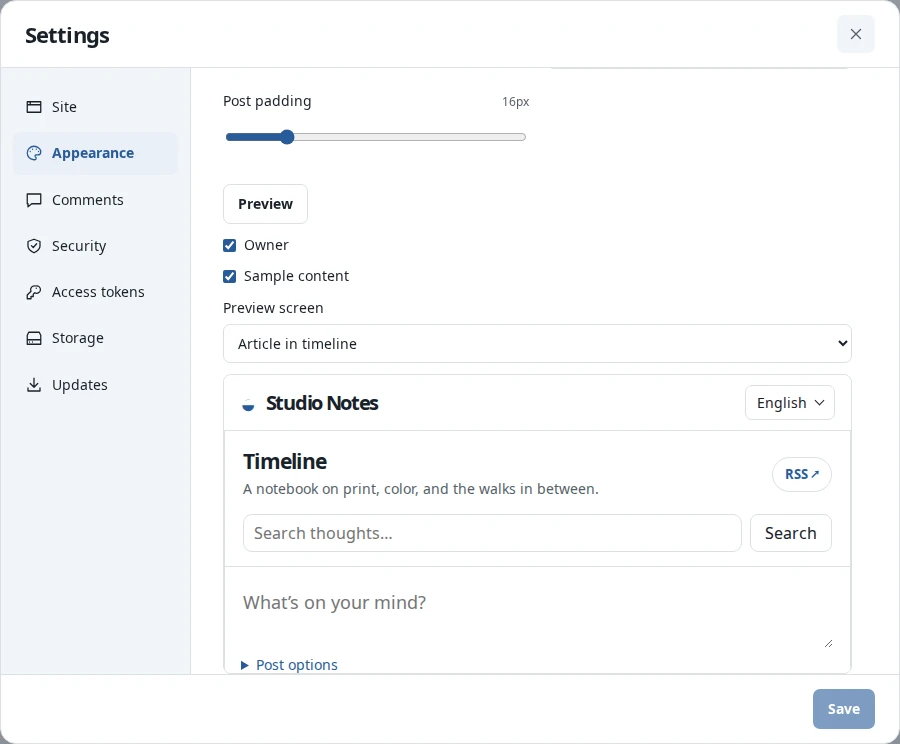 Settings
Site
Appearance
Comments
Security
Access tokens
Storage
Updates
Post padding 16px
Preview
Owner
Sample content
Preview screen
Article in timeline
Studio Notes English
Timeline
A notebook on print, color, and the walks in between.
RSS↗
Search thoughts… Search
What’s on your mind?
Post options
Save